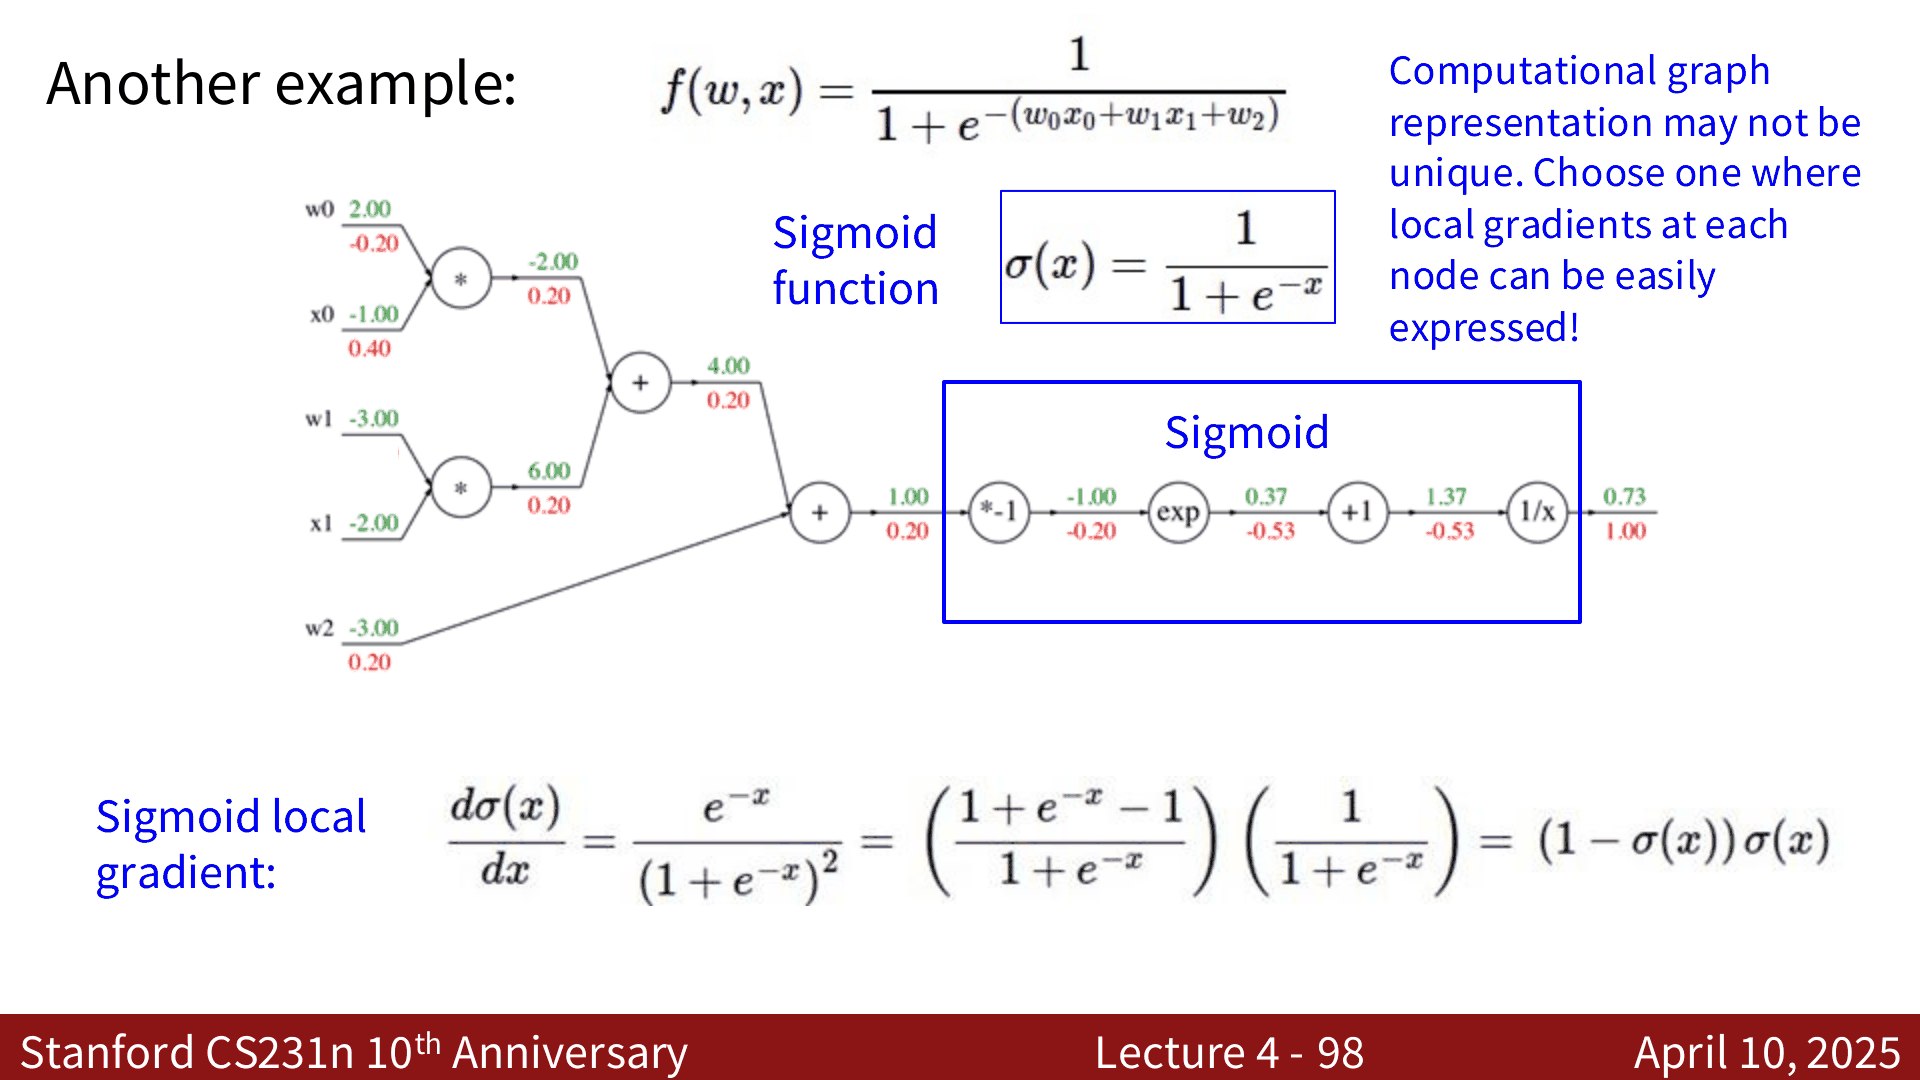 Another example:
f(w, x) = 1 / (1 + e^{-(w_0x_0+w_1x_1+w_2)})
Computational graph
representation may not be
unique. Choose one where
local gradients at each
node can be easily
expressed!
Sigmoid
function
σ(x) = 1 / (1 + e^{-x})
w0 2.00
-0.20
x0 -1.00
0.40
*
-2.00
0.20
w1 -3.00
x1 -2.00
*
6.00
0.20
+
4.00
0.20
w2 -3.00
0.20
+
1.00
0.20
Sigmoid
*-1
-1.00
-0.20
exp
0.37
-0.53
+1
1.37
-0.53
1/x
0.73
1.00
Sigmoid local
gradient:
dσ(x)/dx = e^{-x} / (1 + e^{-x})^2 = ((1 + e^{-x} - 1) / (1 + e^{-x})) (1 / (1 + e^{-x})) = (1 - σ(x)) σ(x)
Stanford CS231n 10th Anniversary
Lecture 4 - 98
April 10, 2025